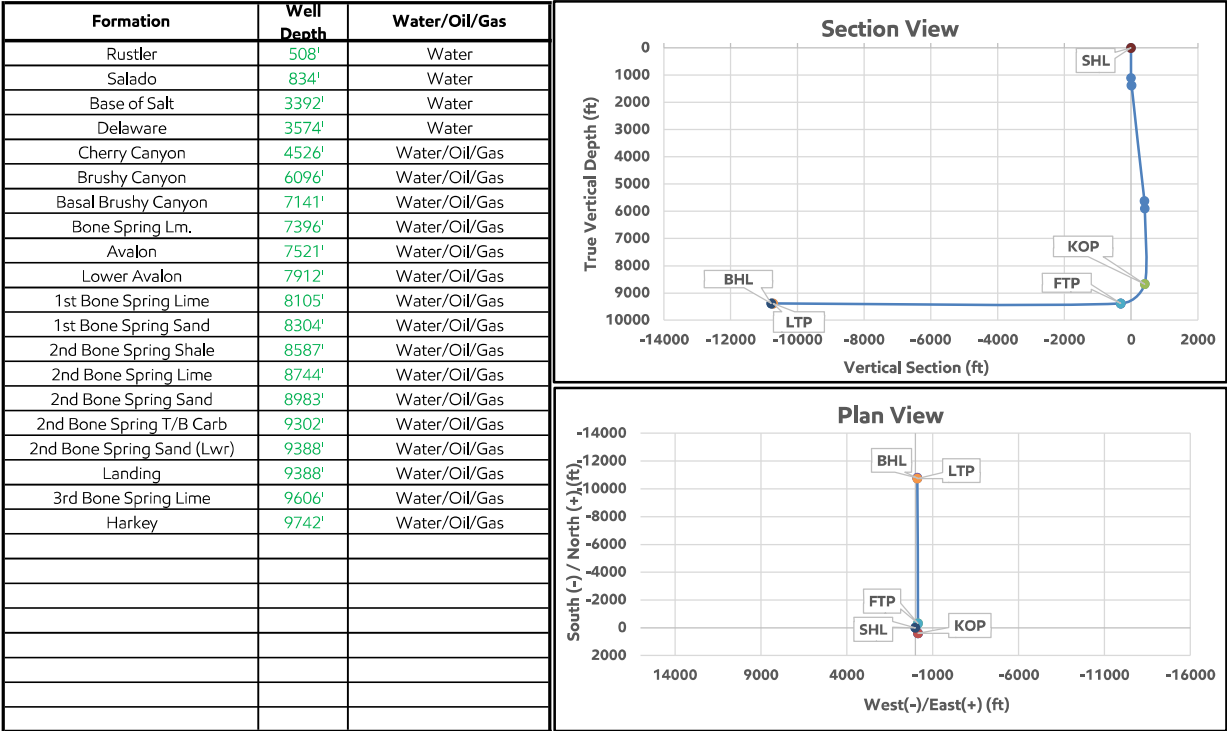 Formation Well Depth Water/Oil/Gas
Rustler 508' Water
Salado 834' Water
Base of Salt 3392' Water
Delaware 3574' Water
Cherry Canyon 4526' Water/Oil/Gas
Brushy Canyon 6096' Water/Oil/Gas
Basal Brushy Canyon 7141' Water/Oil/Gas
Bone Spring Lm. 7396' Water/Oil/Gas
Avalon 7521' Water/Oil/Gas
Lower Avalon 7912' Water/Oil/Gas
1st Bone Spring Lime 8105' Water/Oil/Gas
1st Bone Spring Sand 8304' Water/Oil/Gas
2nd Bone Spring Shale 8587' Water/Oil/Gas
2nd Bone Spring Lime 8744' Water/Oil/Gas
2nd Bone Spring Sand 8983' Water/Oil/Gas
2nd Bone Spring T/B Carb 9302' Water/Oil/Gas
2nd Bone Spring Sand (Lwr) 9388' Water/Oil/Gas
Landing 9388' Water/Oil/Gas
3rd Bone Spring Lime 9606' Water/Oil/Gas
Harkey 9742' Water/Oil/Gas
Section View
True Vertical Depth (ft)
0
1000
2000
3000
4000
5000
6000
7000
8000
9000
10000
SHL
KOP
FTP
BHL
LTP
-14000 -12000 -10000 -8000 -6000 -4000 -2000 0 2000
Vertical Section (ft)
Plan View
South (-) / North (+) (ft)
-14000
-12000
-10000
-8000
-6000
-4000
-2000
0
2000
BHL
LTP
FTP
SHL
KOP
14000 9000 4000 -1000 -6000 -11000 -16000
West(-)/East(+) (ft)